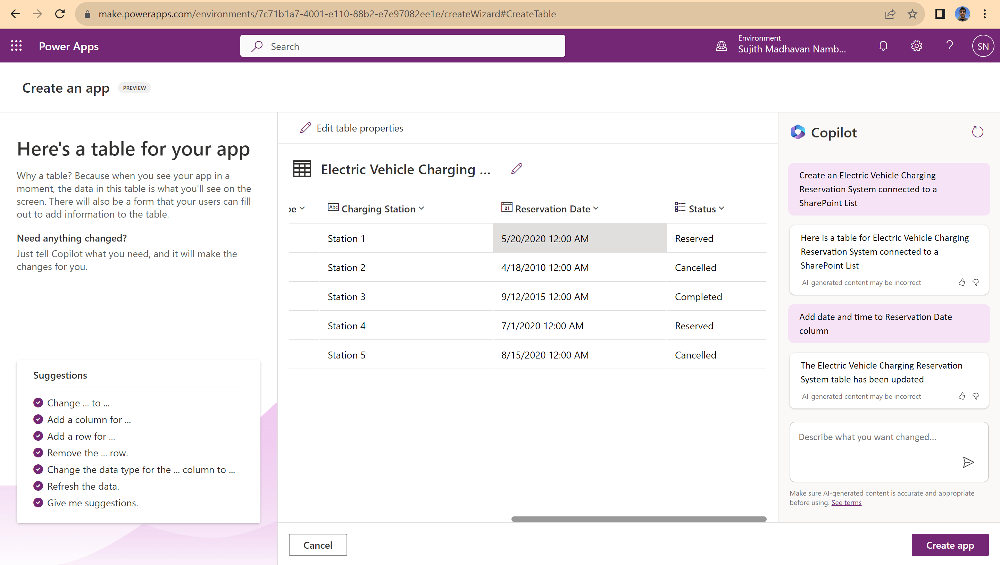 make.powerapps.com/environments/7c71b1a7-4001-e110-88b2-e7e97082ee1e/createWizard#CreateTable
Power Apps
Search
Environment
Sujith Madhavan Namb...
SN
Create an app
PREVIEW
Here's a table for your app
Why a table? Because when you see your app in a
moment, the data in this table is what you'll see on the
screen. There will also be a form that your users can fill
out to add information to the table.
Need anything changed?
Just tell Copilot what you need, and it will make the
changes for you.
Suggestions
Change ... to ...
Add a column for ...
Add a row for ...
Remove the ... row.
Change the data type for the ... column to ...
Refresh the data.
Give me suggestions.
Edit table properties
Electric Vehicle Charging ...
Abc Charging Station 21 Reservation Date Status
Station 1 5/20/2020 12:00 AM Reserved
Station 2 4/18/2010 12:00 AM Cancelled
Station 3 9/12/2015 12:00 AM Completed
Station 4 7/1/2020 12:00 AM Reserved
Station 5 8/15/2020 12:00 AM Cancelled
Cancel
Copilot
Create an Electric Vehicle Charging
Reservation System connected to a
SharePoint List
Here is a table for Electric Vehicle Charging
Reservation System connected to a
SharePoint List
AI-generated content may be incorrect
Add date and time to Reservation Date
column
The Electric Vehicle Charging Reservation
System table has been updated
AI-generated content may be incorrect
Describe what you want changed...
Make sure AI-generated content is accurate and appropriate
before using. See terms
Create app